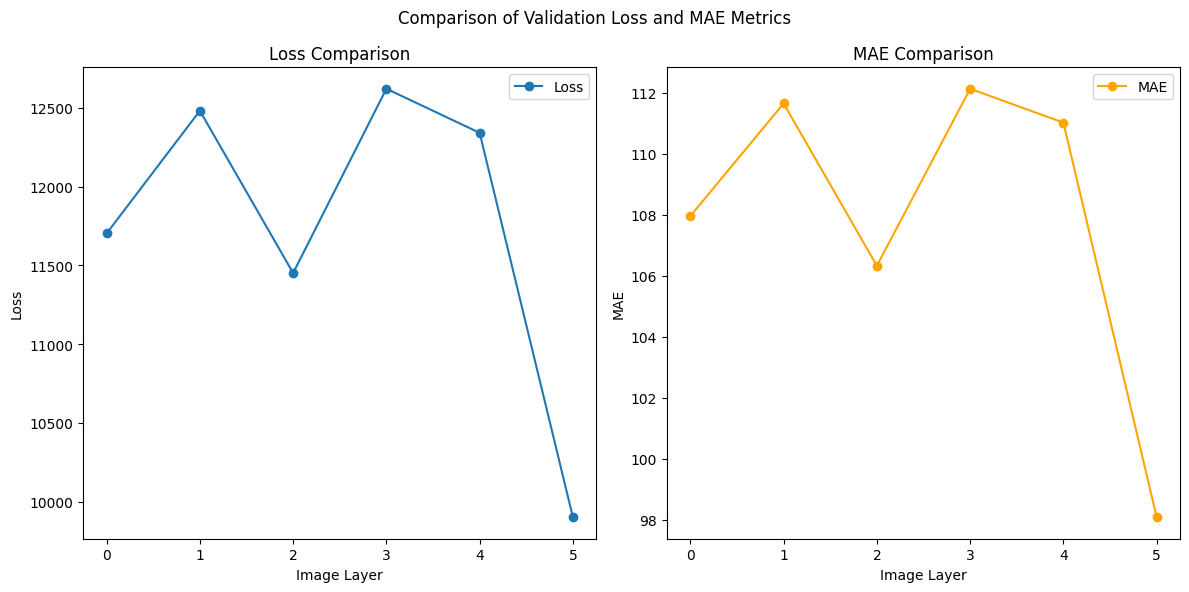 Comparison of Validation Loss and MAE Metrics
Loss Comparison
Loss
12500
12000
11500
11000
10500
10000
Loss
0 1 2 3 4 5
Image Layer
MAE Comparison
MAE
112
110
108
106
104
102
100
98
MAE
0 1 2 3 4 5
Image Layer